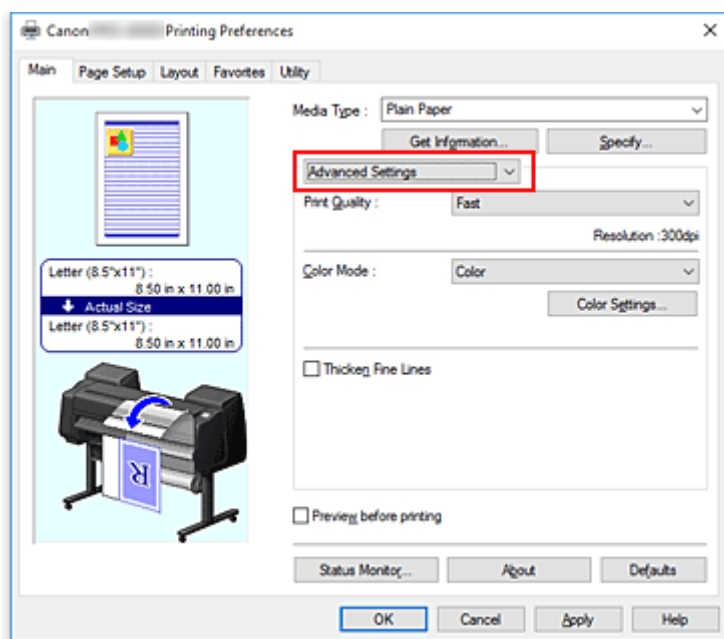 Canon Printing Preferences
Main Page Setup Layout Favorites Utility
Media Type : Plain Paper
Get Information... Specify...
Advanced Settings
Print Quality : Fast
Resolution :300dpi
Color Mode : Color
Color Settings...
Thicken Fine Lines
Letter (8.5"x11") :
8.50 in x 11.00 in
Actual Size
Letter (8.5"x11") :
8.50 in x 11.00 in
R
Preview before printing
Status Monitor... About Defaults
OK Cancel Apply Help